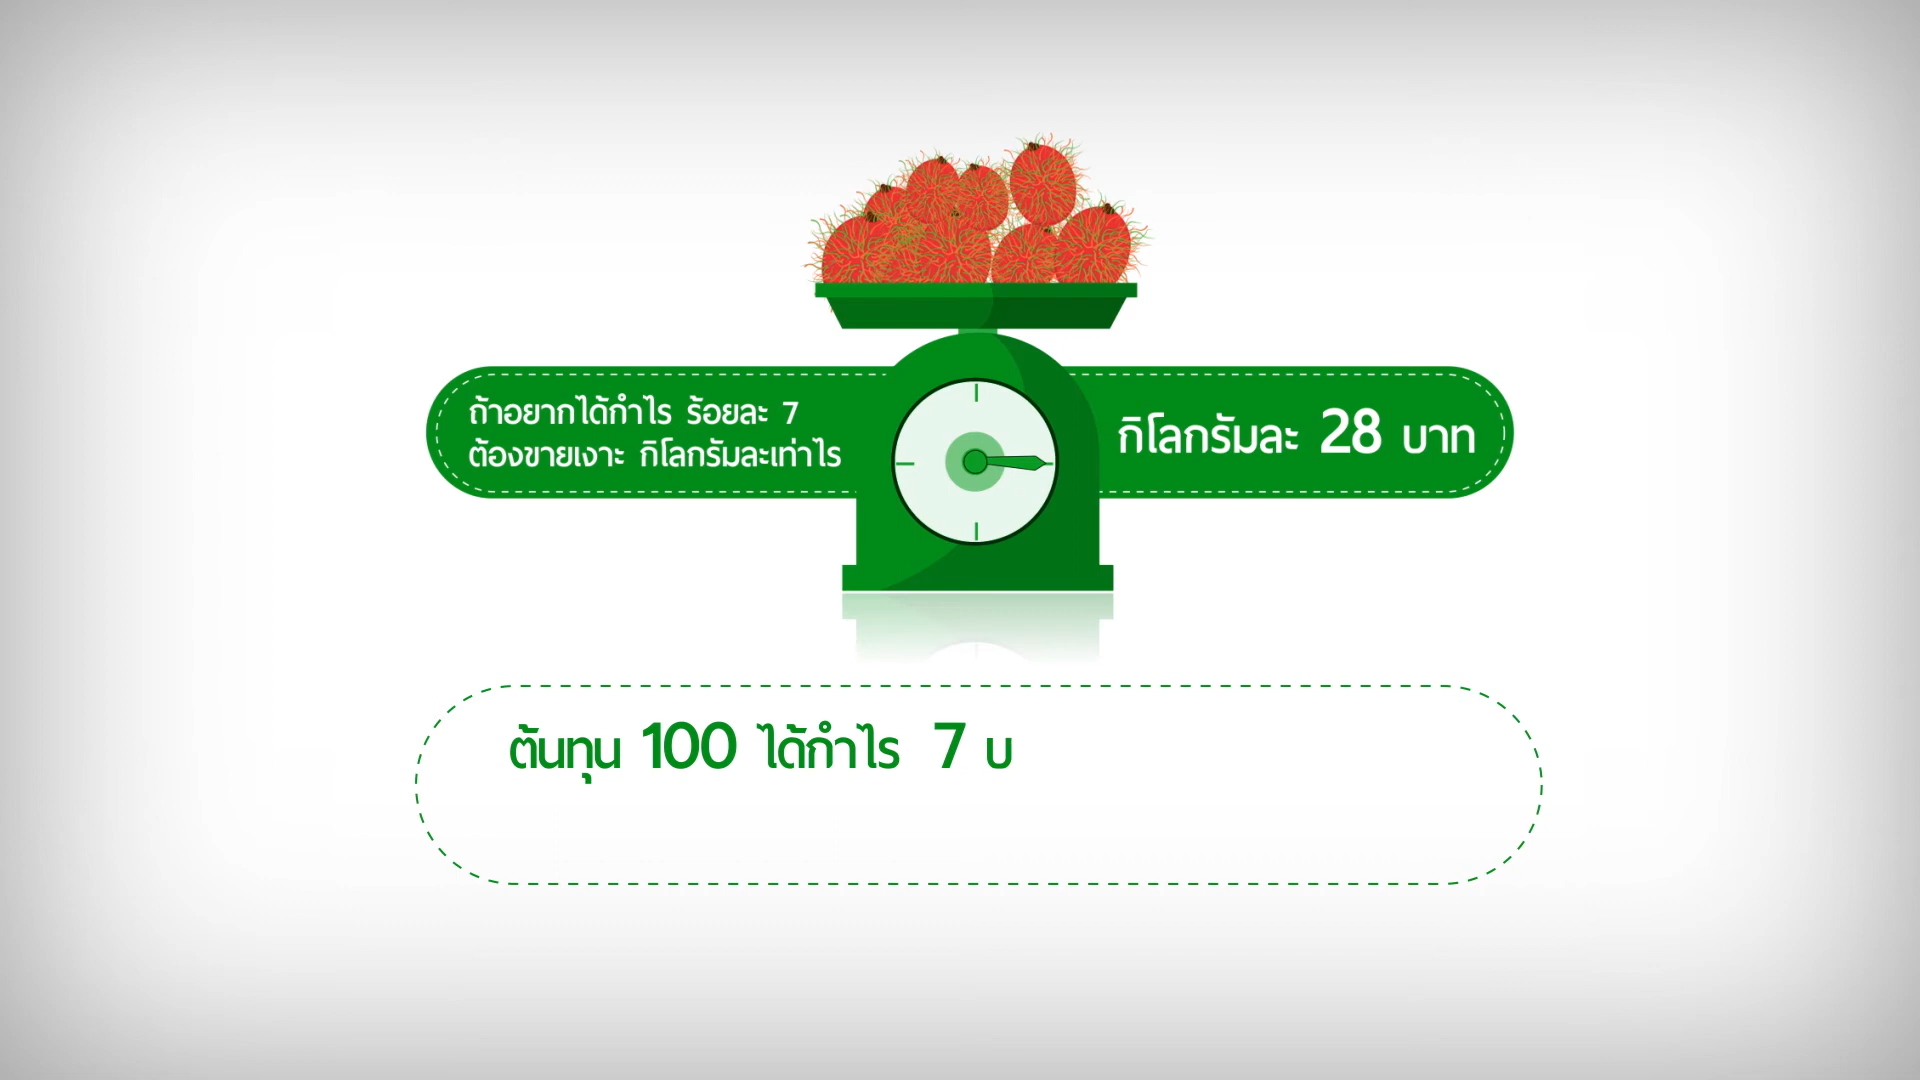 ถ้าอยากได้กำไร ร้อยละ 7
ต้องขายเงาะ กิโลกรัมละเท่าไร
กิโลกรัมละ 28 บาท
ต้นทุน 100 ได้กำไร 7 บ